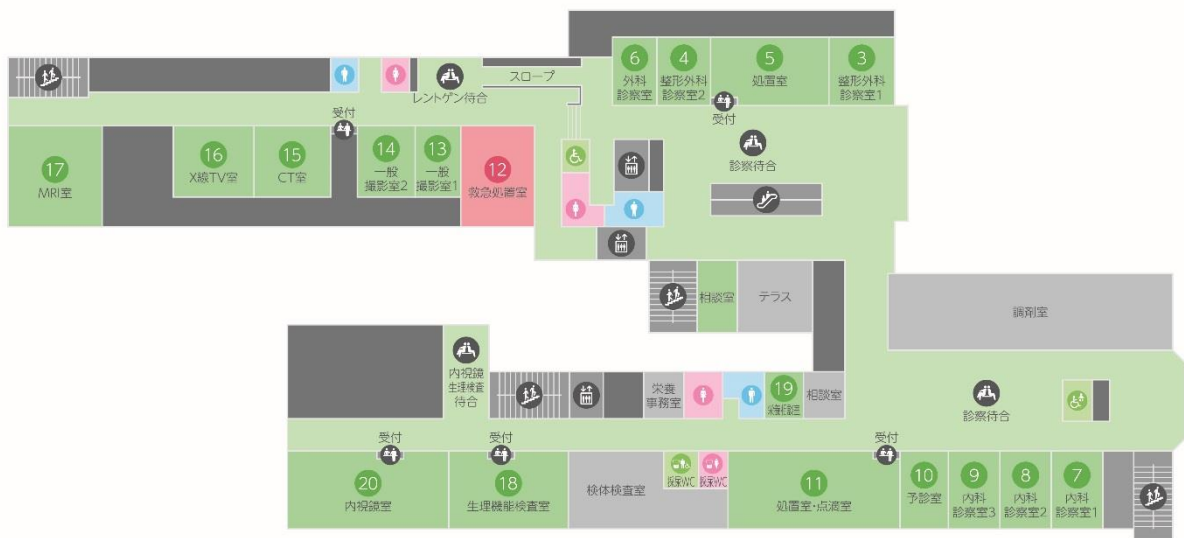 6
外科
診察室
4
整形外科
診察室2
5
処置室
3
整形外科
診察室1
受付
スロープ
レントゲン待合
受付
診察待合
17
MRI室
16
X線TV室
15
CT室
14
一般
撮影室2
13
一般
撮影室1
12
救急処置室
相談室
テラス
調剤室
内視鏡
生理検査
待合
栄養
事務室
19
相談室
診察待合
受付
受付
受付
20
内視鏡室
18
生理機能検査室
検体検査室
採尿WC
採尿WC
11
処置室・点滴室
10
予診室
9
内科
診察室3
8
内科
診察室2
7
内科
診察室1